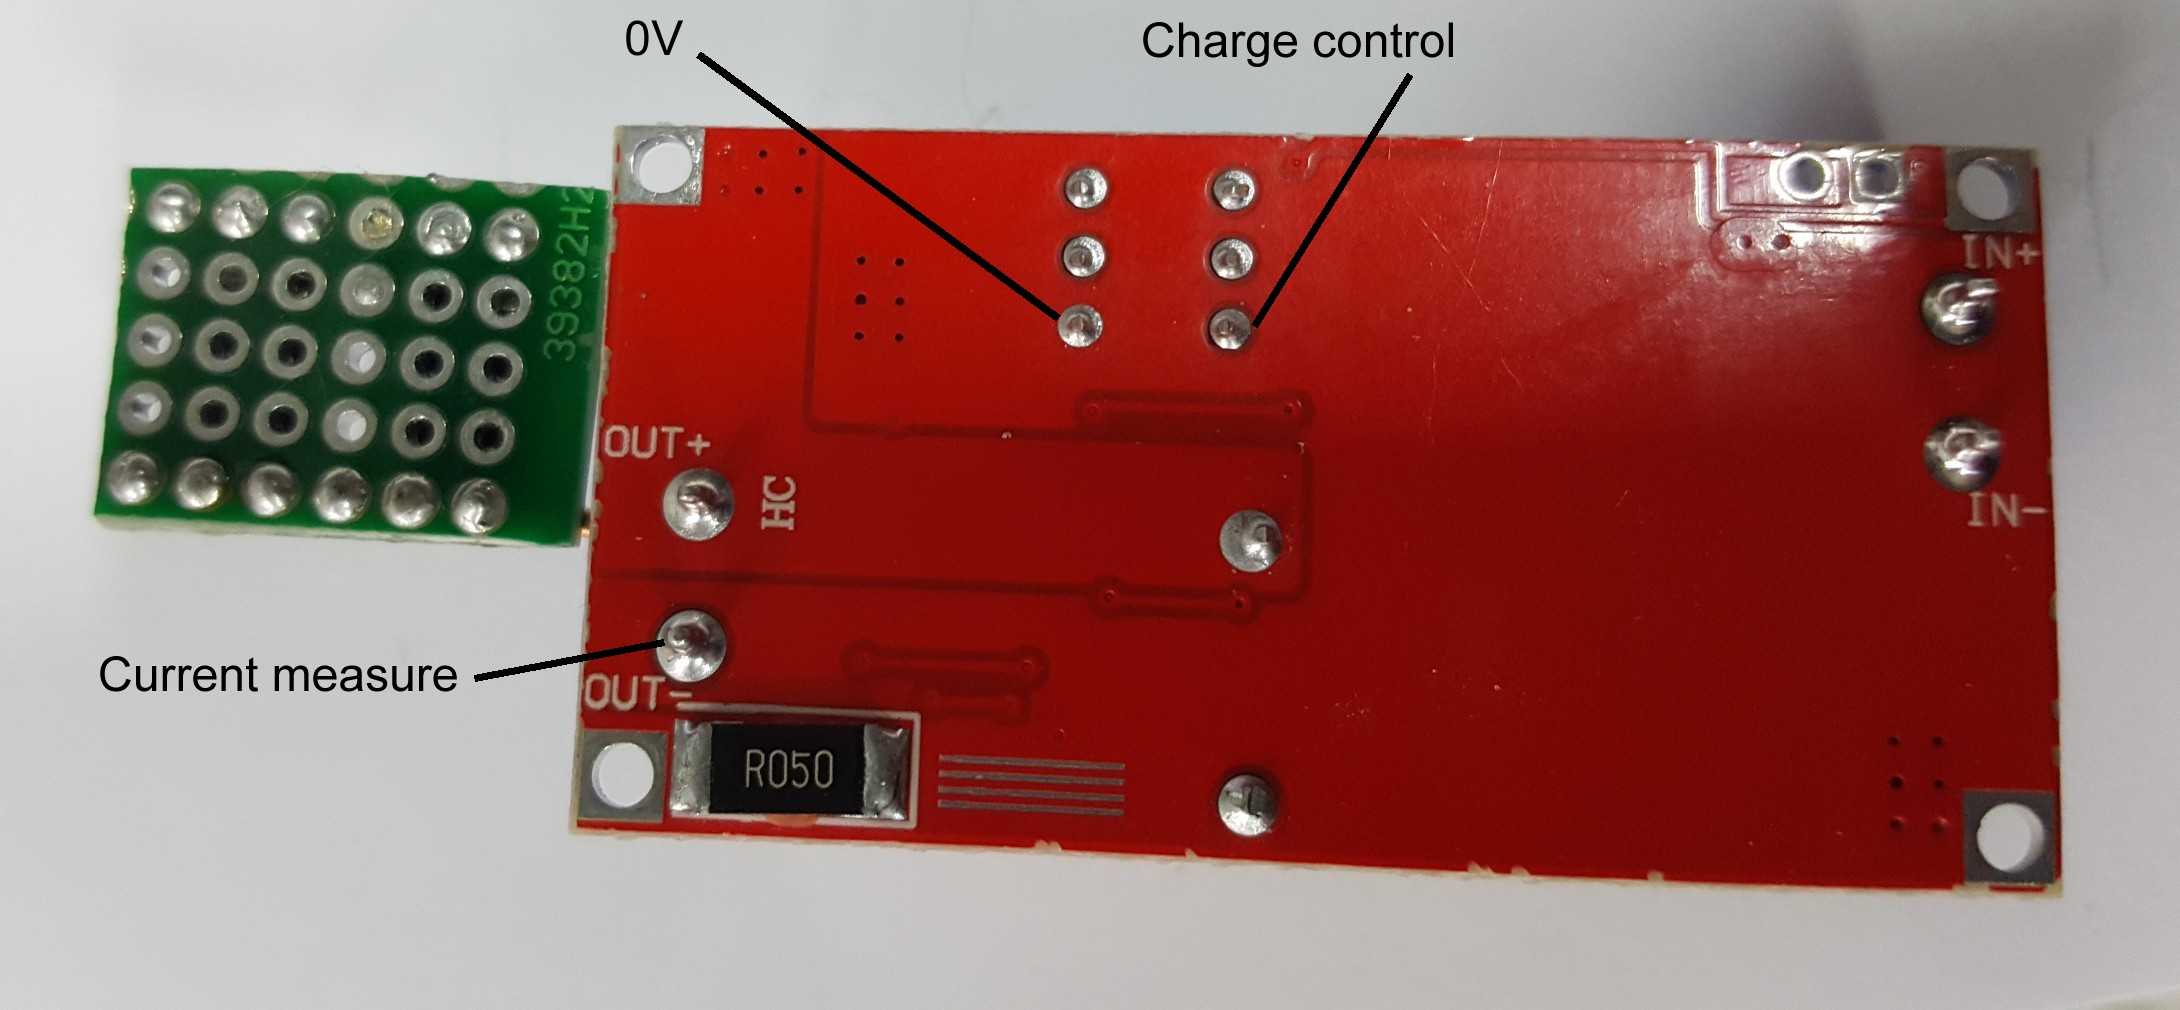 0V
Charge control
39382H2
IN+
OUT+
HC
IN-
Current measure
OUT-
R050